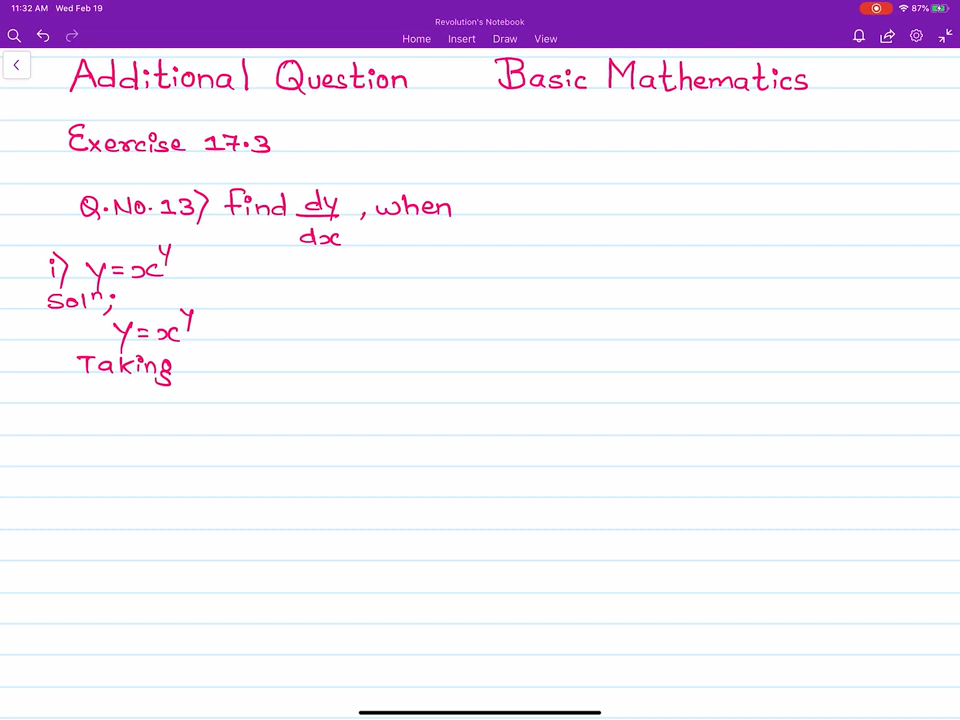 11:32 AM Wed Feb 19
87%
Revolution's Notebook
Home Insert Draw View
Additional Question Basic Mathematics
Exercise 17.3
Q.No.13) find dy/dx, when
i) y = x^y
Solⁿ;
y = x^y
Taking